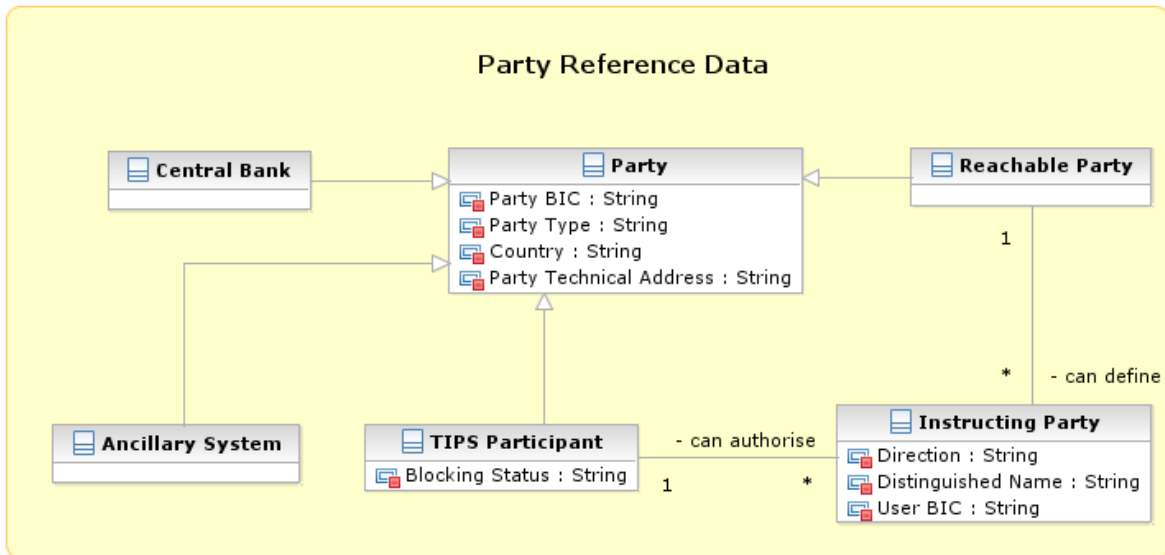 Party Reference Data
Central Bank
Party
Party BIC : String
Party Type : String
Country : String
Party Technical Address : String
Reachable Party
1
* - can define
Ancillary System
TIPS Participant
Blocking Status : String
- can authorise
1 *
Instructing Party
Direction : String
Distinguished Name : String
User BIC : String